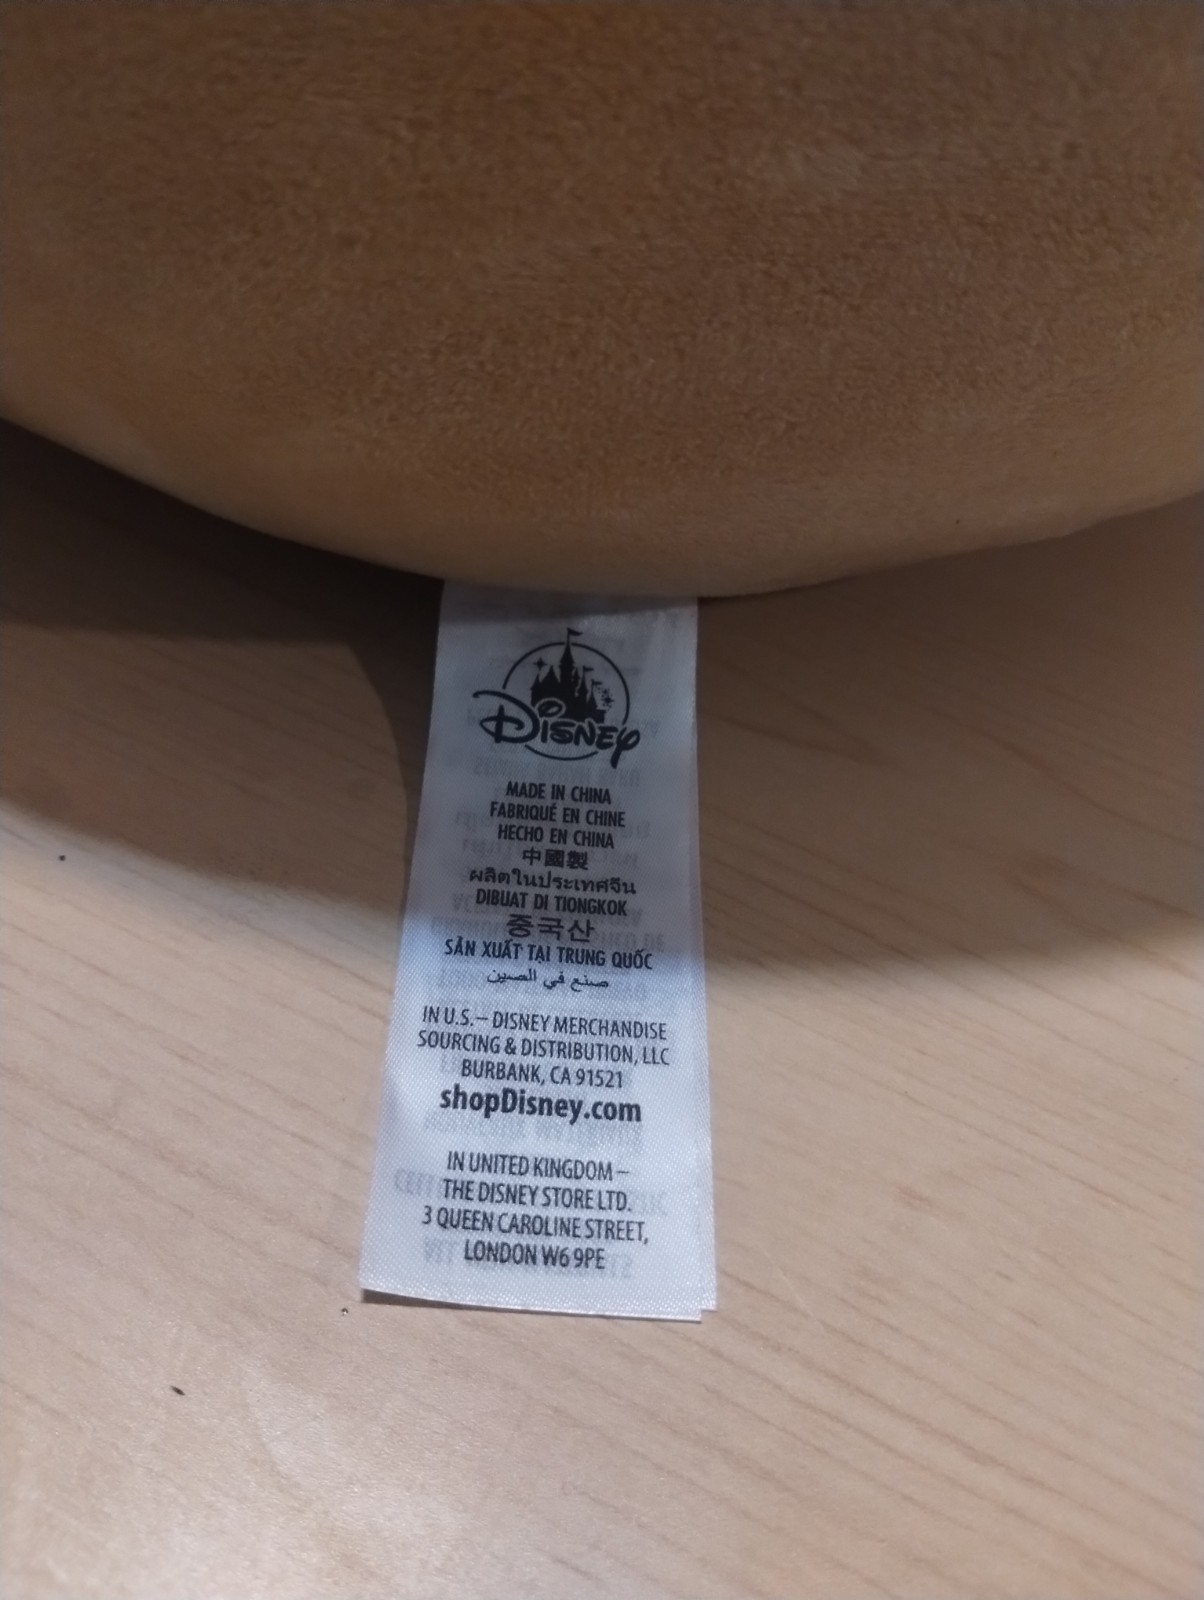 Disney
MADE IN CHINA
FABRIQUÉ EN CHINE
HECHO EN CHINA
中國製
ผลิตในประเทศจีน
DIBUAT DI TIONGKOK
중국산
SẢN XUẤT TẠI TRUNG QUỐC
صنع في الصين
IN U.S.– DISNEY MERCHANDISE
SOURCING & DISTRIBUTION, LLC
BURBANK, CA 91521
shopDisney.com
IN UNITED KINGDOM –
THE DISNEY STORE LTD.
3 QUEEN CAROLINE STREET,
LONDON W6 9PE